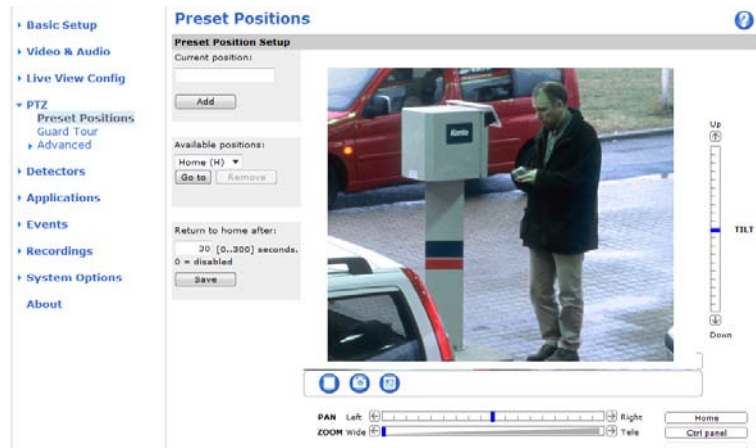 Basic Setup
Video & Audio
Live View Config
PTZ
Preset Positions
Guard Tour
Advanced
Detectors
Applications
Events
Recordings
System Options
About
Preset Positions
?
Preset Position Setup
Current position:
Add
Available positions:
Home (H)
Go to Remove
Return to home after:
30 [0..300] seconds.
0 = disabled
Save
Konto
Up
TILT
Down
PAN Left Right Home
ZOOM Wide Tele Ctrl panel